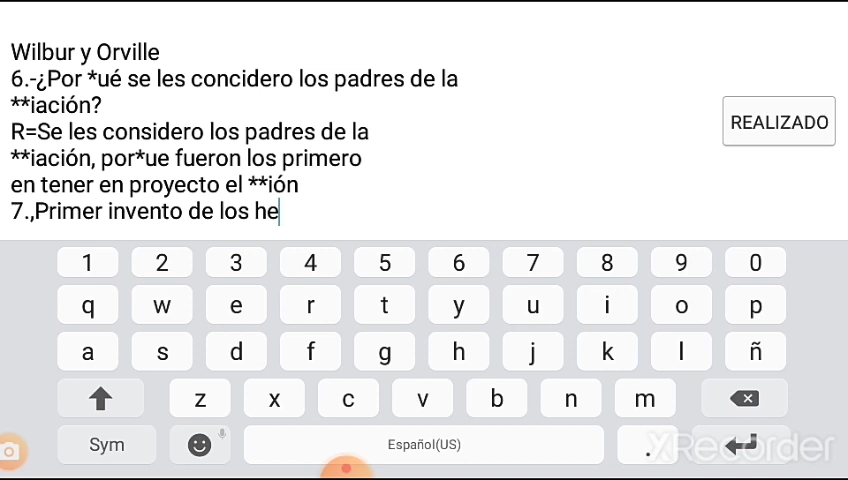 Wilbur y Orville
6.-¿Por *ué se les concidero los padres de la
**iación?
R=Se les considero los padres de la
**iación, por*ue fueron los primero
en tener en proyecto el **ión
7.,Primer invento de los he
REALIZADO
1 2 3 4 5 6 7 8 9 0
q w e r t y u i o p
a s d f g h j k l ñ
z x c v b n m
Sym Español(US) .
XRecorder